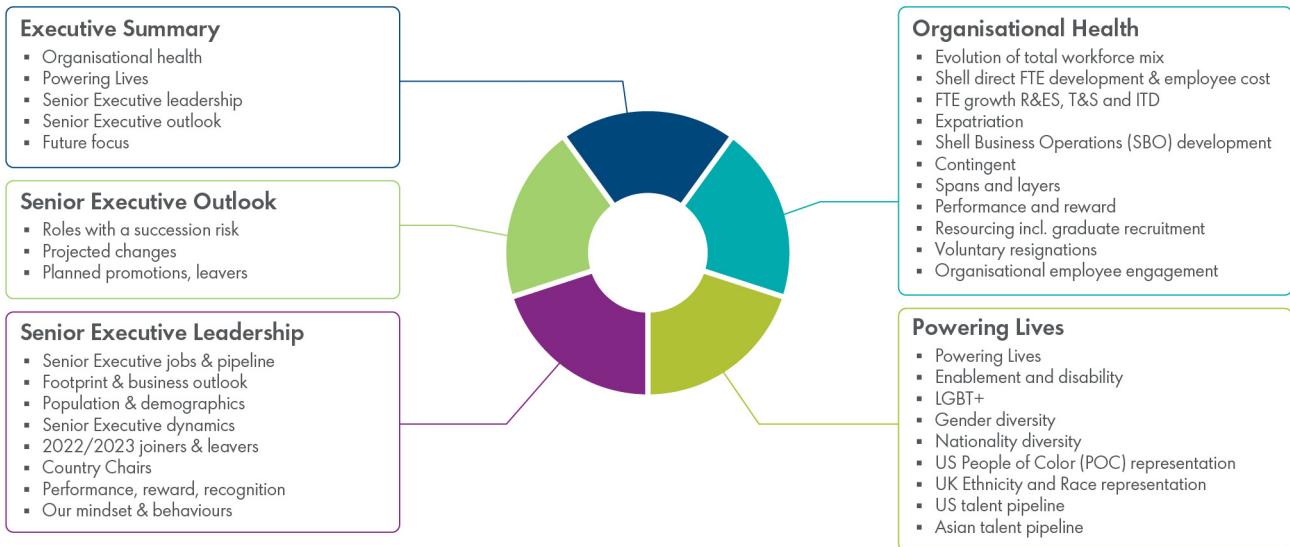 Executive Summary
▪ Organisational health
▪ Powering Lives
▪ Senior Executive leadership
▪ Senior Executive outlook
▪ Future focus
Senior Executive Outlook
▪ Roles with a succession risk
▪ Projected changes
▪ Planned promotions, leavers
Senior Executive Leadership
▪ Senior Executive jobs & pipeline
▪ Footprint & business outlook
▪ Population & demographics
▪ Senior Executive dynamics
▪ 2022/2023 joiners & leavers
▪ Country Chairs
▪ Performance, reward, recognition
▪ Our mindset & behaviours
Organisational Health
▪ Evolution of total workforce mix
▪ Shell direct FTE development & employee cost
▪ FTE growth R&ES, T&S and ITD
▪ Expatriation
▪ Shell Business Operations (SBO) development
▪ Contingent
▪ Spans and layers
▪ Performance and reward
▪ Resourcing incl. graduate recruitment
▪ Voluntary resignations
▪ Organisational employee engagement
Powering Lives
▪ Powering Lives
▪ Enablement and disability
▪ LGBT+
▪ Gender diversity
▪ Nationality diversity
▪ US People of Color (POC) representation
▪ UK Ethnicity and Race representation
▪ US talent pipeline
▪ Asian talent pipeline